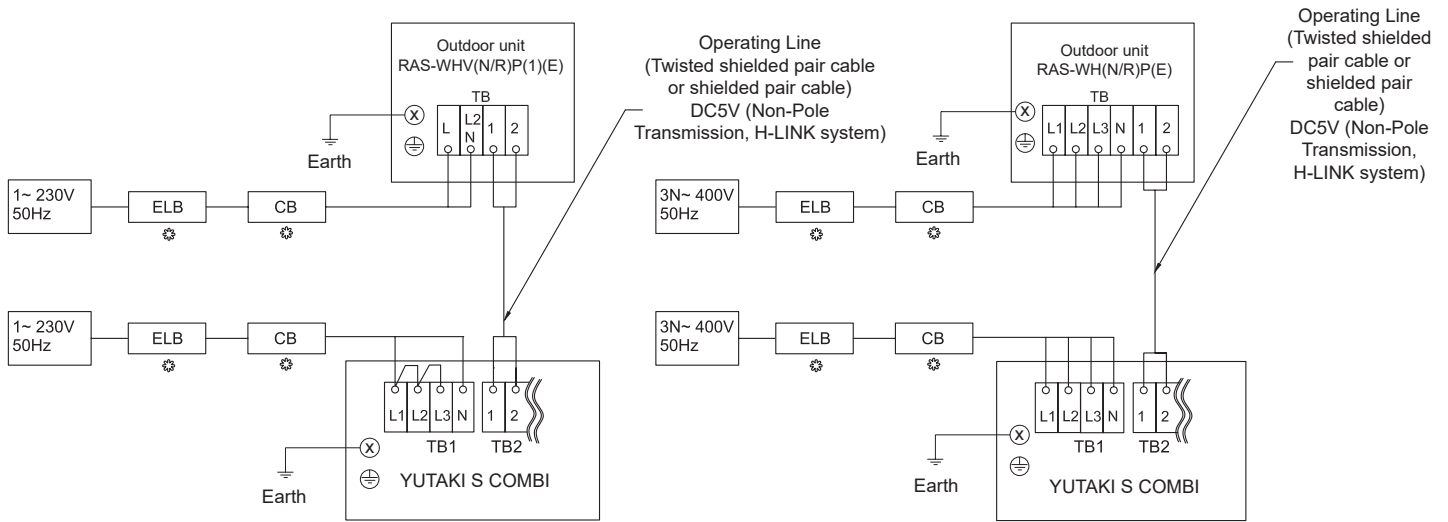 Outdoor unit
RAS-WHV(N/R)P(1)(E)
TB
L
L2
N
1
2
X
Earth
1~ 230V
50Hz
ELB
CB
Operating Line
(Twisted shielded pair cable
or shielded pair cable)
DC5V (Non-Pole
Transmission, H-LINK system)
1~ 230V
50Hz
ELB
CB
L1
L2
L3
N
1
2
TB1
TB2
X
Earth
YUTAKI S COMBI
Outdoor unit
RAS-WH(N/R)P(E)
TB
L1
L2
L3
N
1
2
X
Earth
3N~ 400V
50Hz
ELB
CB
Operating Line
(Twisted shielded
pair cable or
shielded pair
cable)
DC5V (Non-Pole
Transmission,
H-LINK system)
3N~ 400V
50Hz
ELB
CB
L1
L2
L3
N
1
2
TB1
TB2
X
Earth
YUTAKI S COMBI